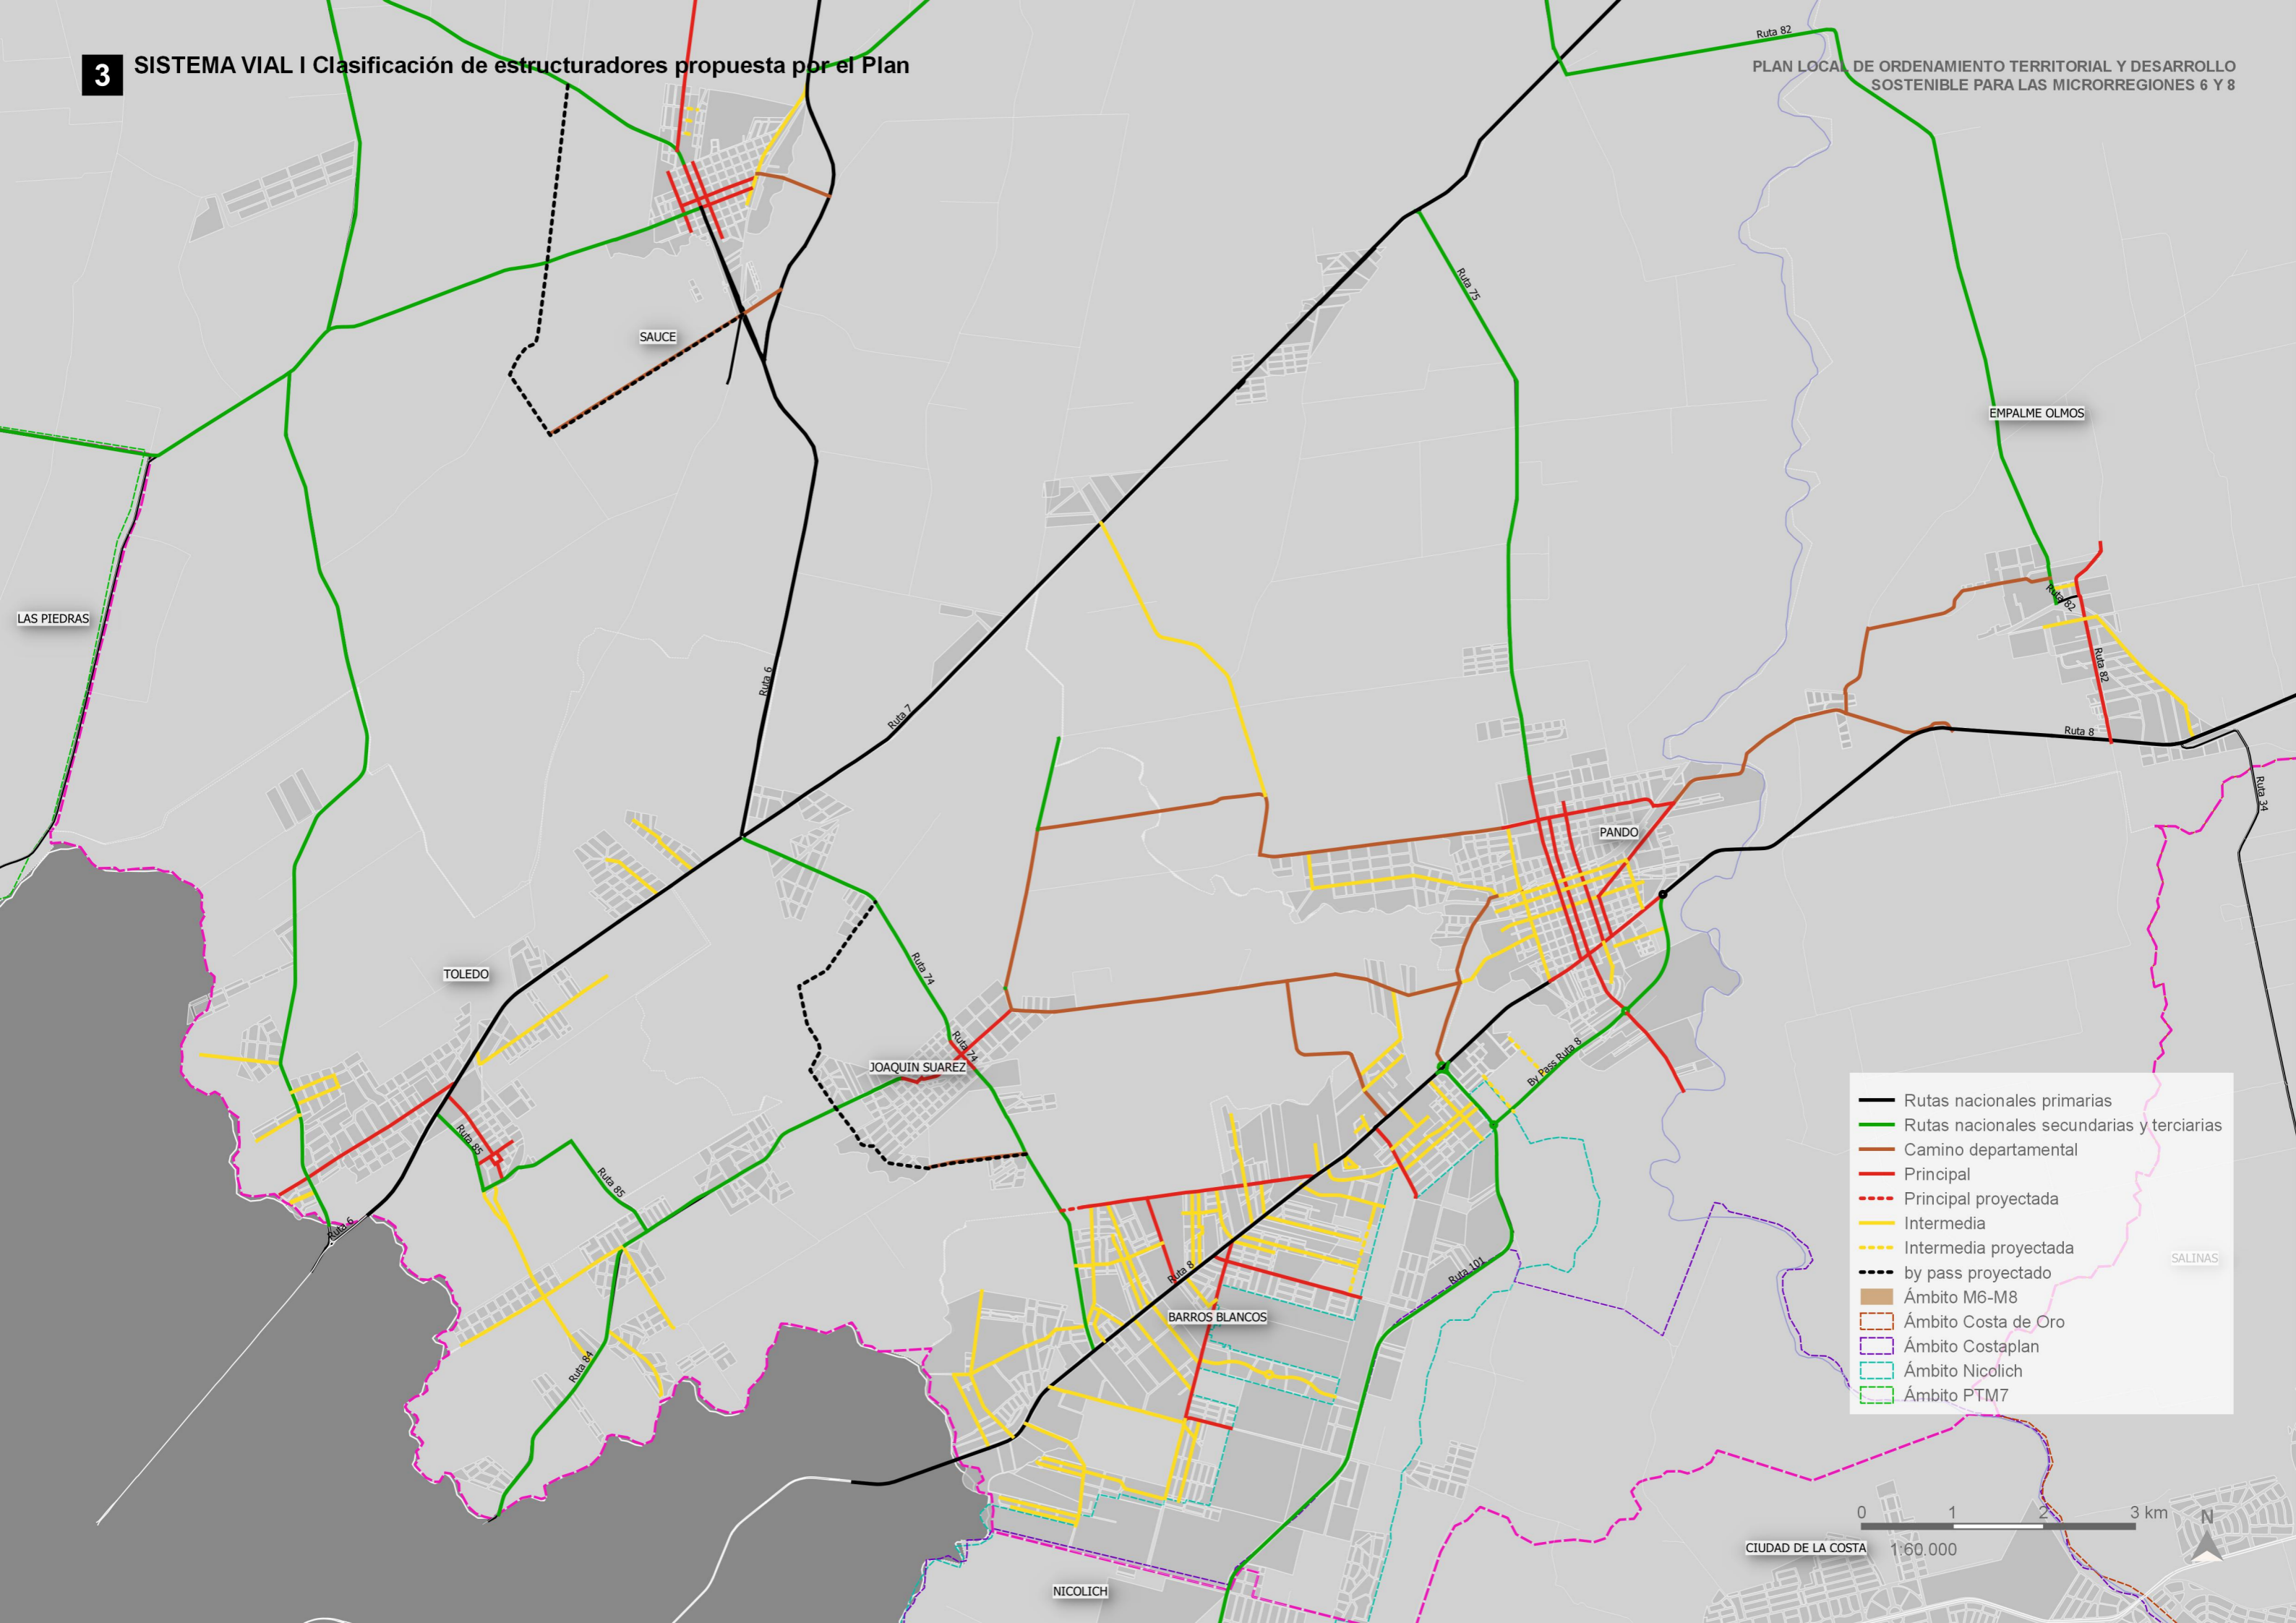 3 SISTEMA VIAL I Clasificación de estructuradores propuesta por el Plan
PLAN LOCAL DE ORDENAMIENTO TERRITORIAL Y DESARROLLO
SOSTENIBLE PARA LAS MICRORREGIONES 6 Y 8
Ruta 82
Ruta 75
SAUCE
EMPALME OLMOS
LAS PIEDRAS
Ruta 82
Ruta 6
Ruta 7
Ruta 82
Ruta 8
Ruta 34
PANDO
TOLEDO
Ruta 74
Ruta 74
JOAQUIN SUAREZ
By Pass Ruta 8
Ruta 85
Ruta 85
Ruta 6
Ruta 8
Ruta 101
BARROS BLANCOS
Ruta 84
Rutas nacionales primarias
Rutas nacionales secundarias y terciarias
Camino departamental
Principal
Principal proyectada
Intermedia
Intermedia proyectada
by pass proyectado
Ámbito M6-M8
Ámbito Costa de Oro
Ámbito Costaplan
Ámbito Nicolich
Ámbito PTM7
SALINAS
0 1 2 3 km
N
1:60.000
CIUDAD DE LA COSTA
NICOLICH